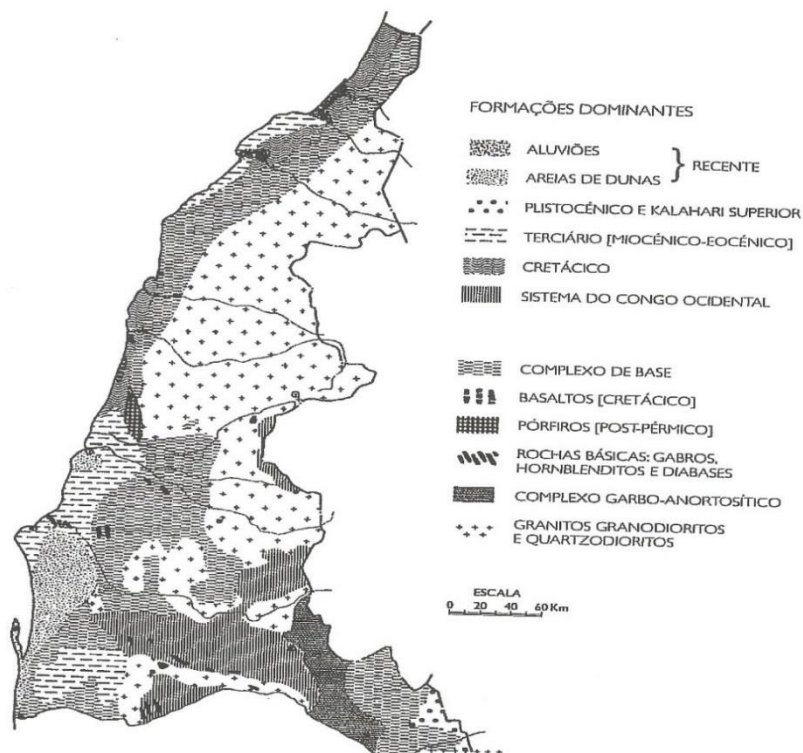 FORMAÇÕES DOMINANTES
ALUVIÕES
AREIAS DE DUNAS
} RECENTE
PLISTOCÉNICO E KALAHARI SUPERIOR
TERCIÁRIO [MIOCÉNICO-EOCÉNICO]
CRETÁCICO
SISTEMA DO CONGO OCIDENTAL
COMPLEXO DE BASE
BASALTOS [CRETÁCICO]
PÓRFIROS [POST-PÉRMICO]
ROCHAS BÁSICAS: GABROS,
HORNBLENDITOS E DIABASES
COMPLEXO GARBO-ANORTOSÍTICO
GRANITOS GRANODIORITOS
E QUARTZODIORITOS
ESCALA
0 20 40 60 Km